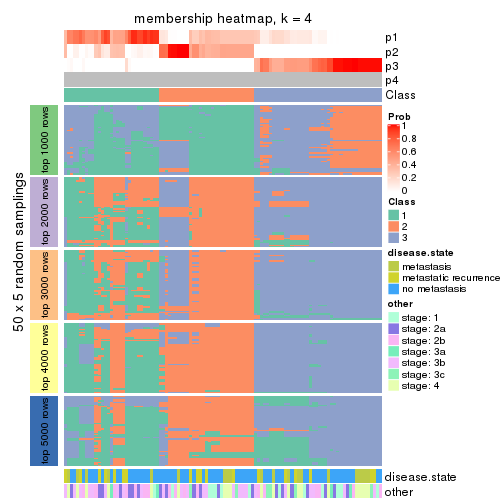 membership heatmap, k = 4
p1
p2
p3
p4
Class
50 x 5 random samplings
top 1000 rows
top 2000 rows
top 3000 rows
top 4000 rows
top 5000 rows
disease.state
other
Prob
1
0.8
0.6
0.4
0.2
0
Class
1
2
3
disease.state
metastasis
metastatic recurrence
no metastasis
other
stage: 1
stage: 2a
stage: 2b
stage: 3a
stage: 3b
stage: 3c
stage: 4